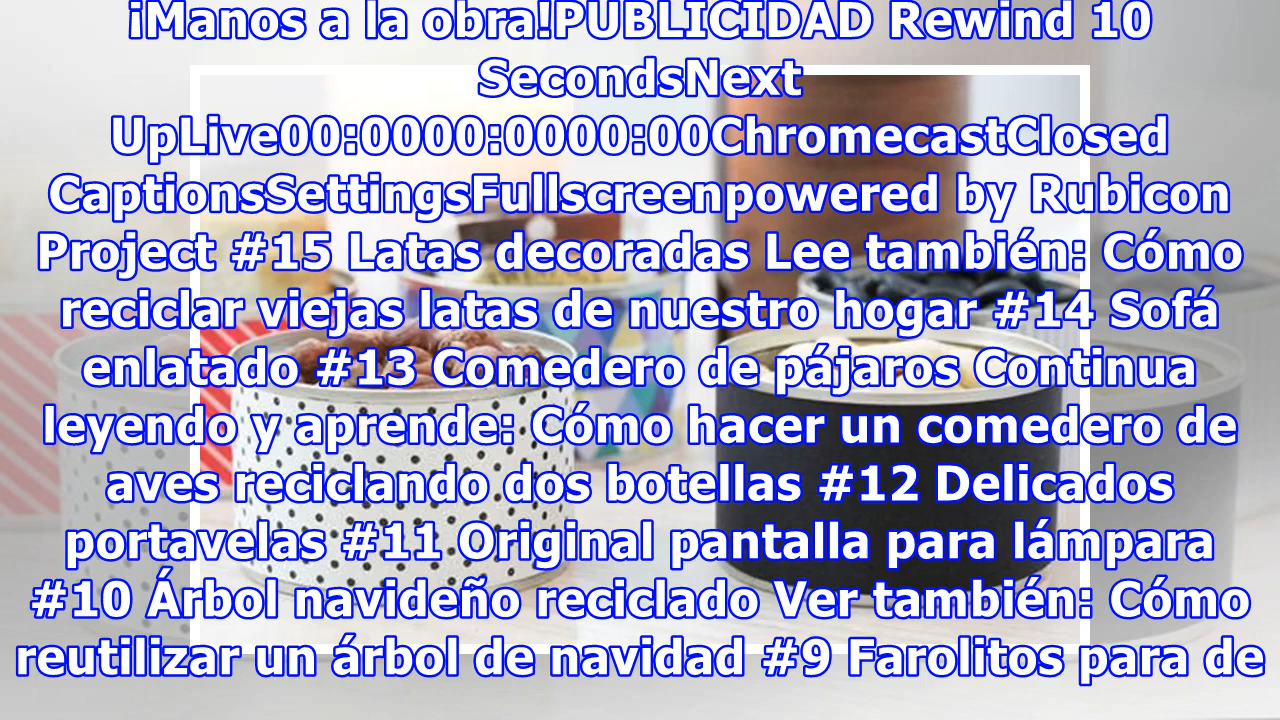 ¡Manos a la obra!PUBLICIDAD Rewind 10
SecondsNext
UpLive00:0000:0000:00ChromecastClosed
CaptionsSettingsFullscreenpowered by Rubicon
Project #15 Latas decoradas Lee también: Cómo
reciclar viejas latas de nuestro hogar #14 Sofá
enlatado #13 Comedero de pájaros Continua
leyendo y aprende: Cómo hacer un comedero de
aves reciclando dos botellas #12 Delicados
portavelas #11 Original pantalla para lámpara
#10 Árbol navideño reciclado Ver también: Cómo
reutilizar un árbol de navidad #9 Farolitos para de